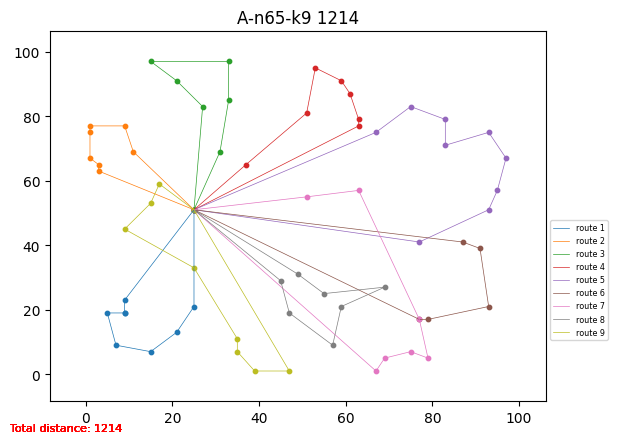 A-n65-k9 1214
100
80
60
40
20
0
0 20 40 60 80 100
route 1
route 2
route 3
route 4
route 5
route 6
route 7
route 8
route 9
Total distance: 1214